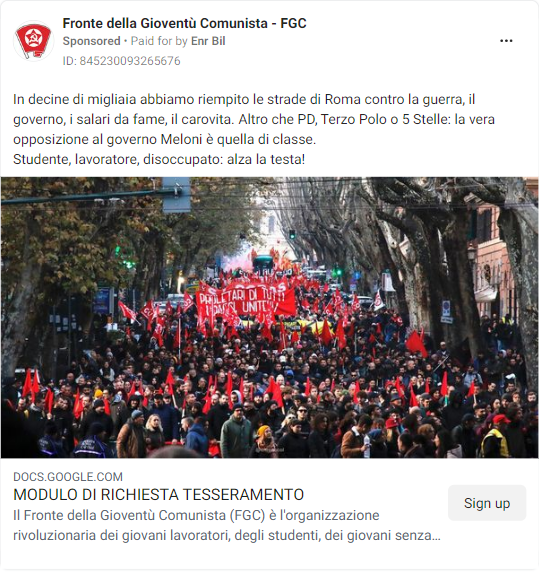 Fronte della Gioventù Comunista - FGC
Sponsored • Paid for by Enr Bil
ID: 845230093265676
In decine di migliaia abbiamo riempito le strade di Roma contro la guerra, il
governo, i salari da fame, il carovita. Altro che PD, Terzo Polo o 5 Stelle: la vera
opposizione al governo Meloni è quella di classe.
Studente, lavoratore, disoccupato: alza la testa!
PROLETARI DI TUTTI
DOCS.GOOGLE.COM
MODULO DI RICHIESTA TESSERAMENTO
Il Fronte della Gioventù Comunista (FGC) è l'organizzazione
rivoluzionaria dei giovani lavoratori, degli studenti, dei giovani senza...
Sign up